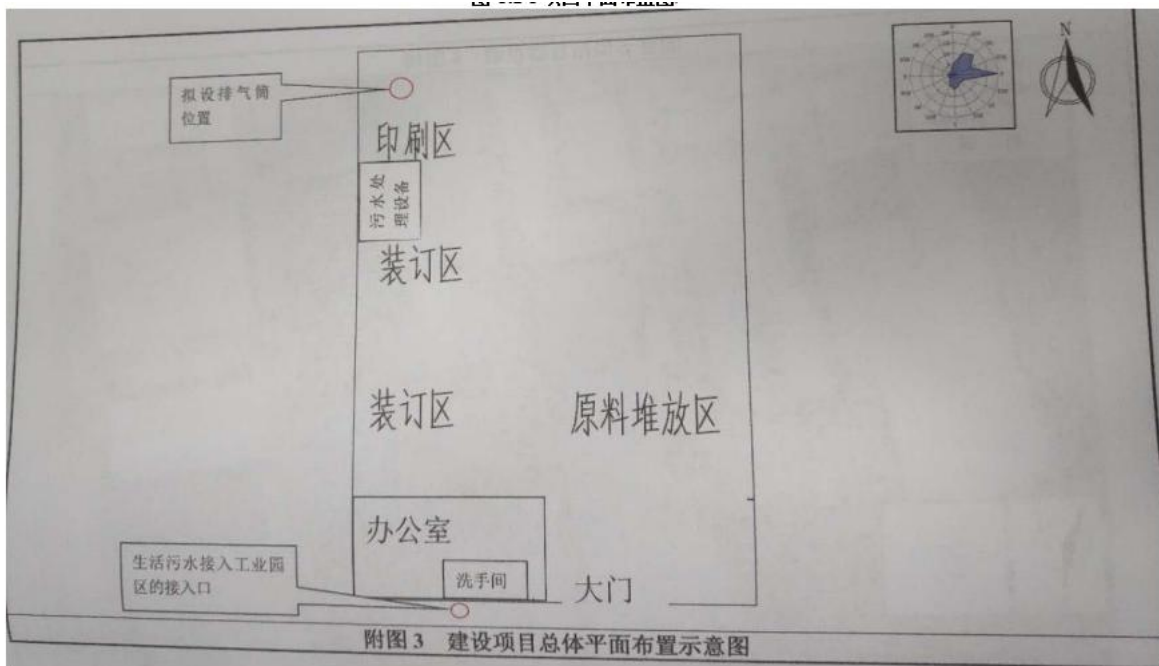 拟设排气筒
位置
N
印刷区
污水处
理设备
装订区
装订区
原料堆放区
办公室
生活污水接入工业园
区的接入口
洗手间
大门
附图 3 建设项目总体平面布置示意图